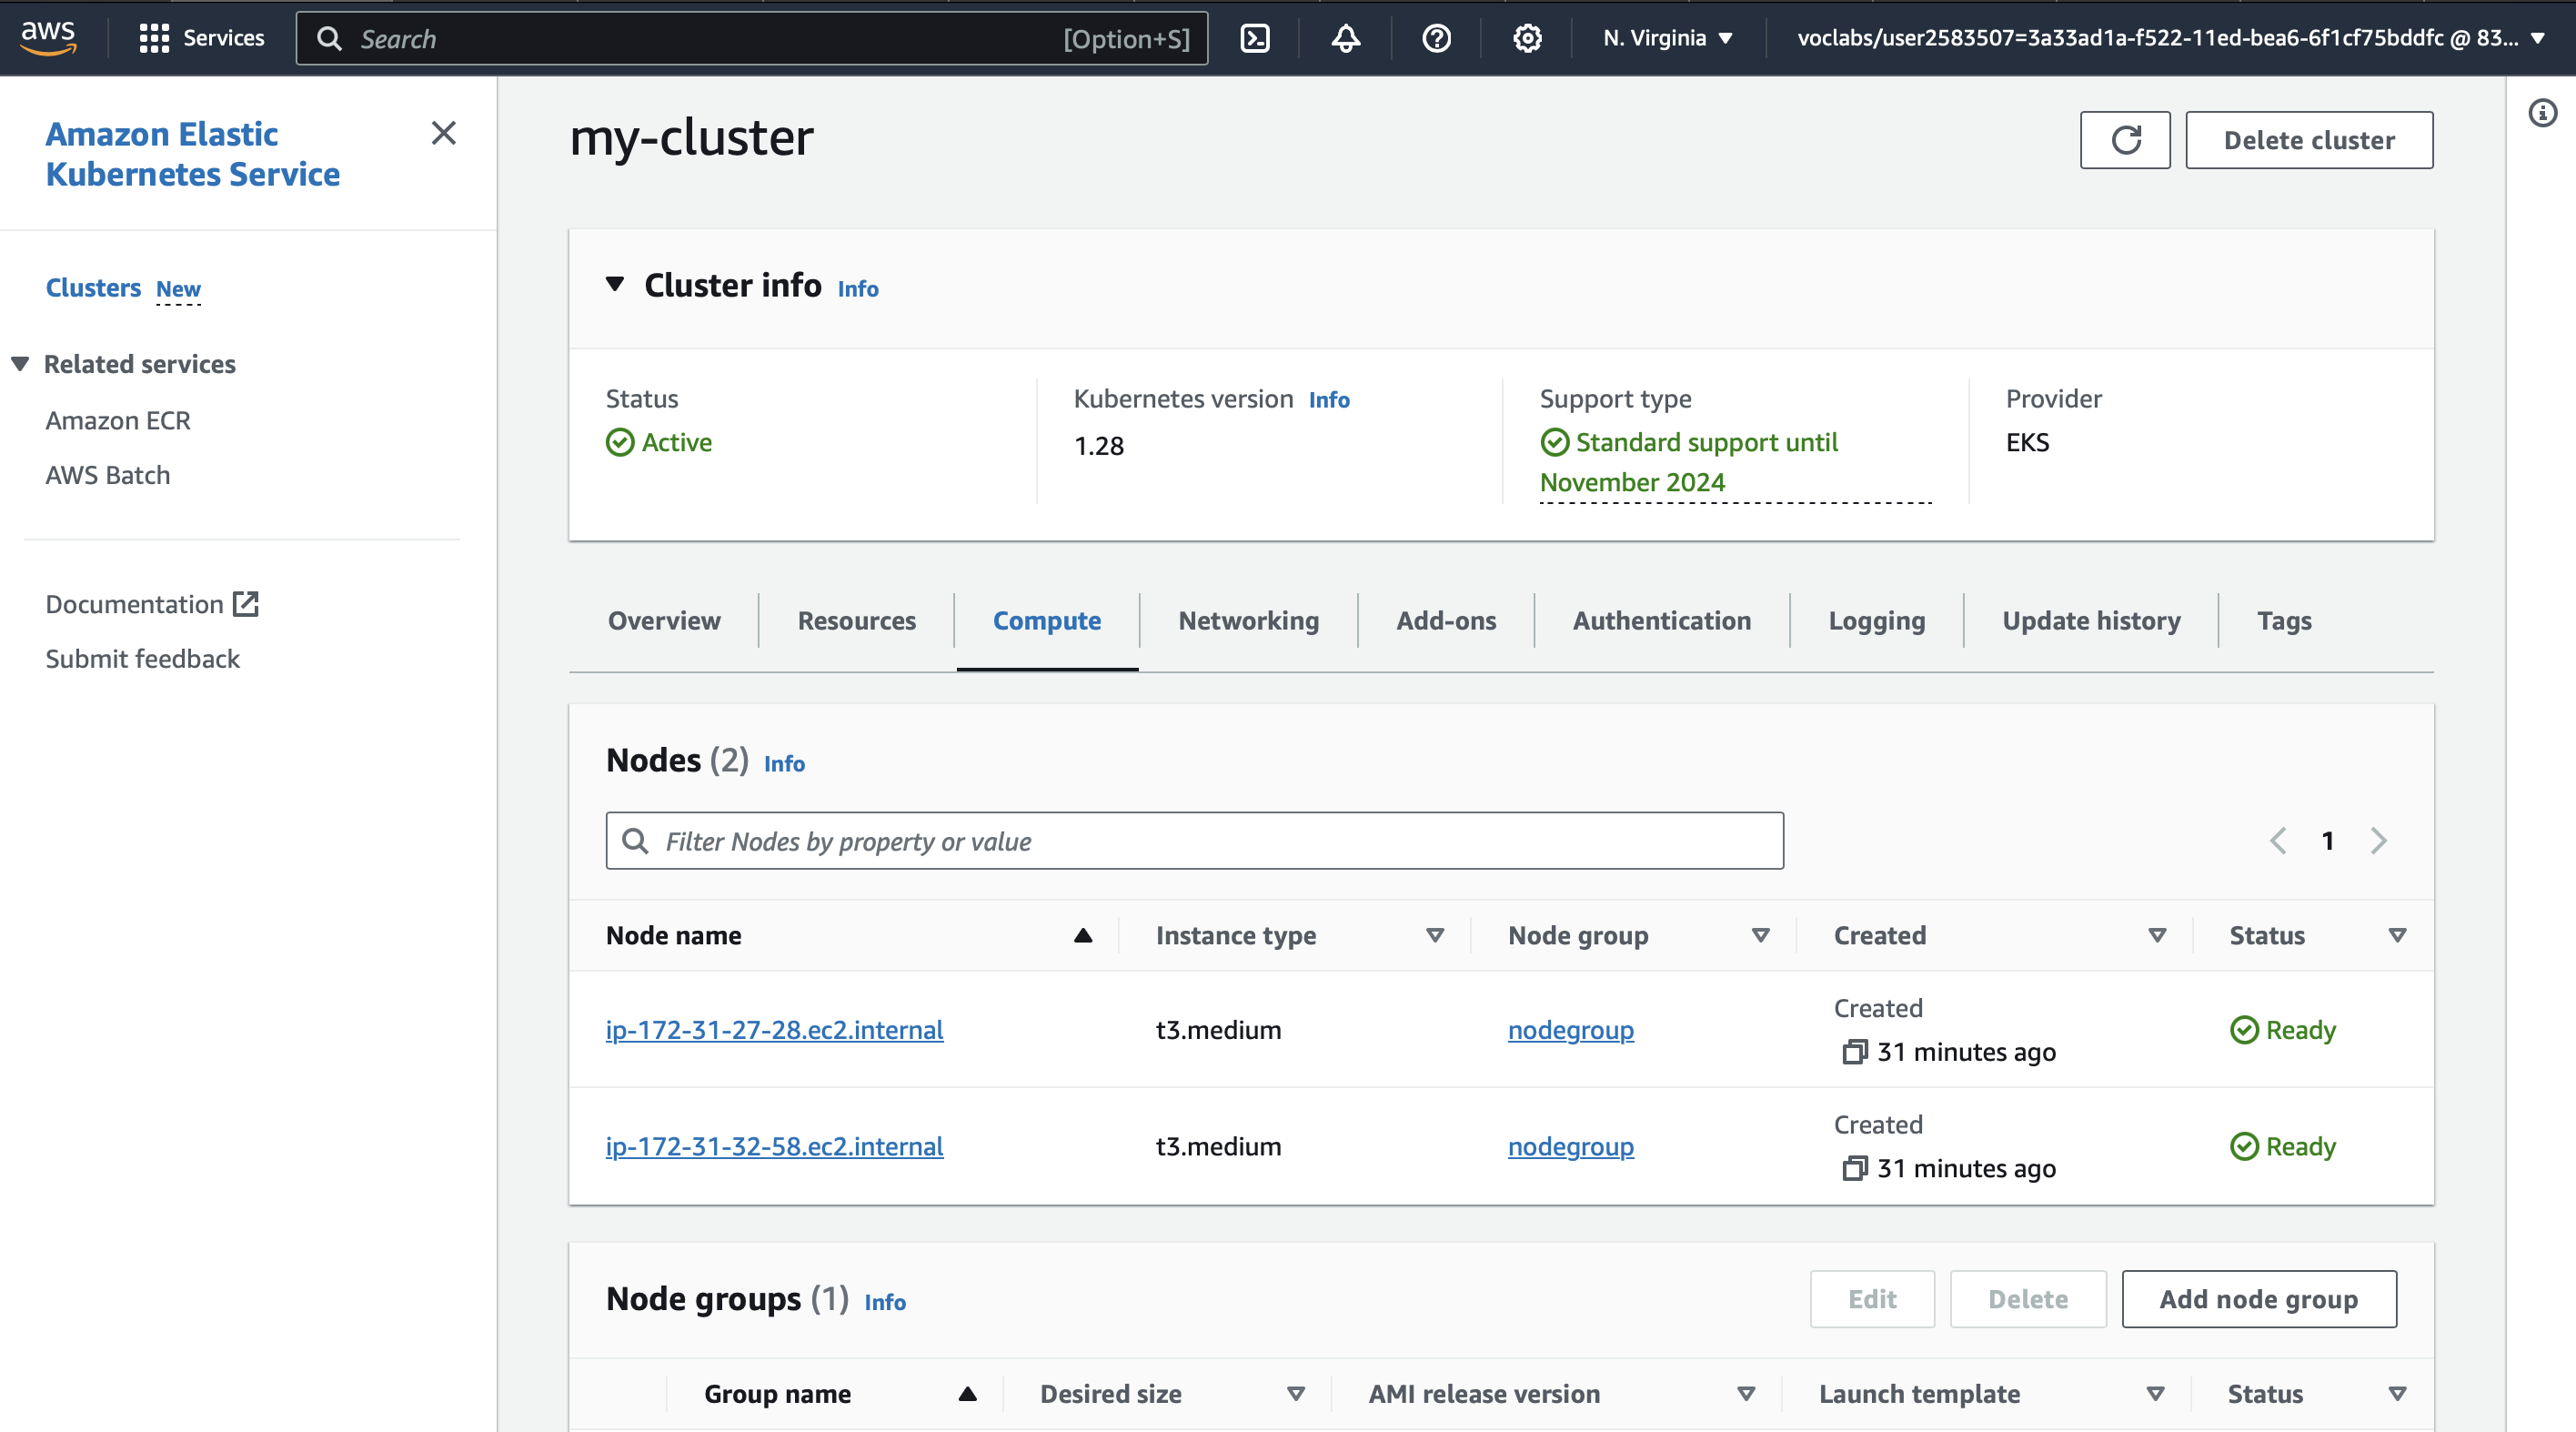 aws
Services
Search [Option+S]
N. Virginia
voclabs/user2583507=3a33ad1a-f522-11ed-bea6-6f1cf75bddfc @ 83...
Amazon Elastic
Kubernetes Service
Clusters New
Related services
Amazon ECR
AWS Batch
Documentation
Submit feedback
my-cluster
Delete cluster
Cluster info Info
Status
Active
Kubernetes version Info
1.28
Support type
Standard support until
November 2024
Provider
EKS
Overview Resources Compute Networking Add-ons Authentication Logging Update history Tags
Nodes (2) Info
Filter Nodes by property or value
1
Node name Instance type Node group Created Status
ip-172-31-27-28.ec2.internal t3.medium nodegroup Created
31 minutes ago Ready
ip-172-31-32-58.ec2.internal t3.medium nodegroup Created
31 minutes ago Ready
Node groups (1) Info
Edit Delete Add node group
Group name Desired size AMI release version Launch template Status